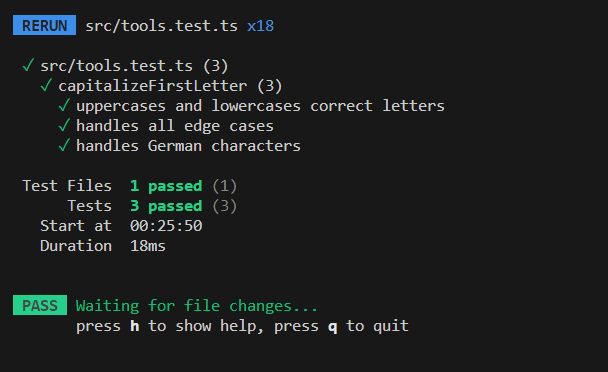 RERUN src/tools.test.ts x18
✓ src/tools.test.ts (3)
✓ capitalizeFirstLetter (3)
✓ uppercases and lowercases correct letters
✓ handles all edge cases
✓ handles German characters
Test Files 1 passed (1)
Tests 3 passed (3)
Start at 00:25:50
Duration 18ms
PASS Waiting for file changes...
press h to show help, press q to quit